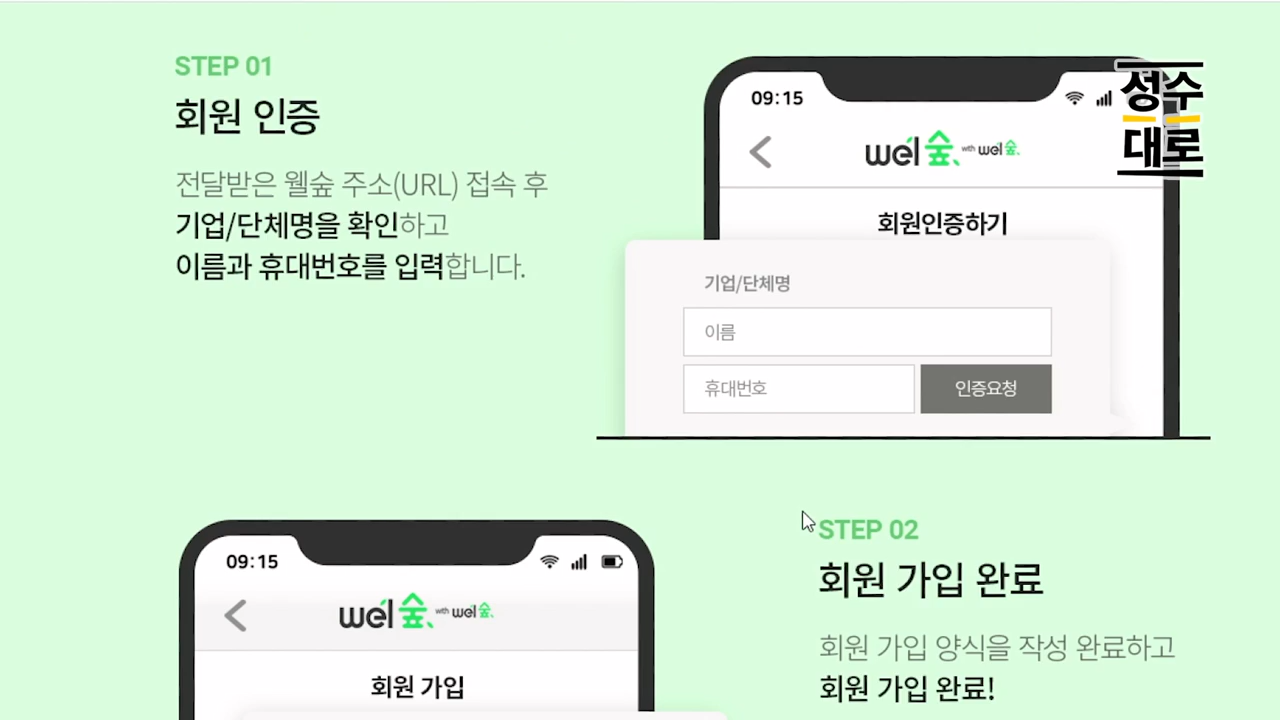 STEP 01
회원 인증
전달받은 웰숲 주소(URL) 접속 후
기업/단체명을 확인하고
이름과 휴대번호를 입력합니다.
09:15
성수
대로
wel숲 with wel숲
회원인증하기
기업/단체명
이름
휴대번호
인증요청
09:15
wel숲 with wel숲
회원 가입
STEP 02
회원 가입 완료
회원 가입 양식을 작성 완료하고
회원 가입 완료!